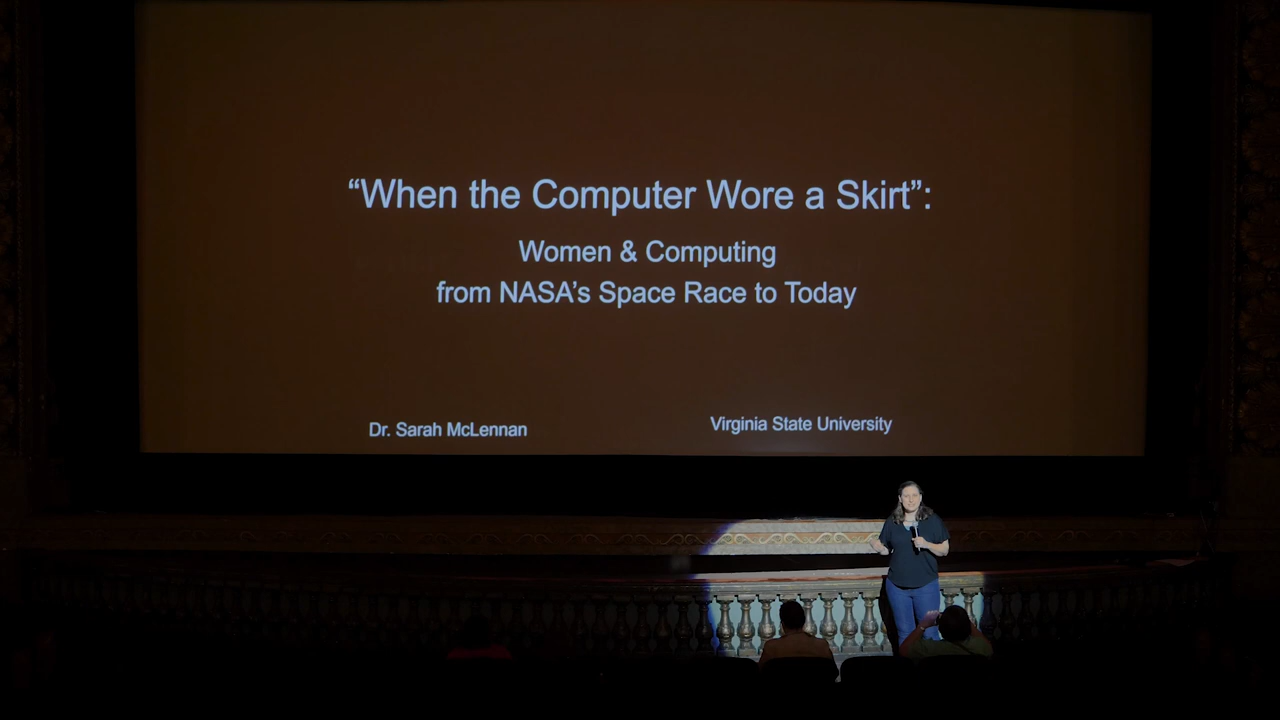 “When the Computer Wore a Skirt”:
Women & Computing
from NASA’s Space Race to Today
Dr. Sarah McLennan
Virginia State University